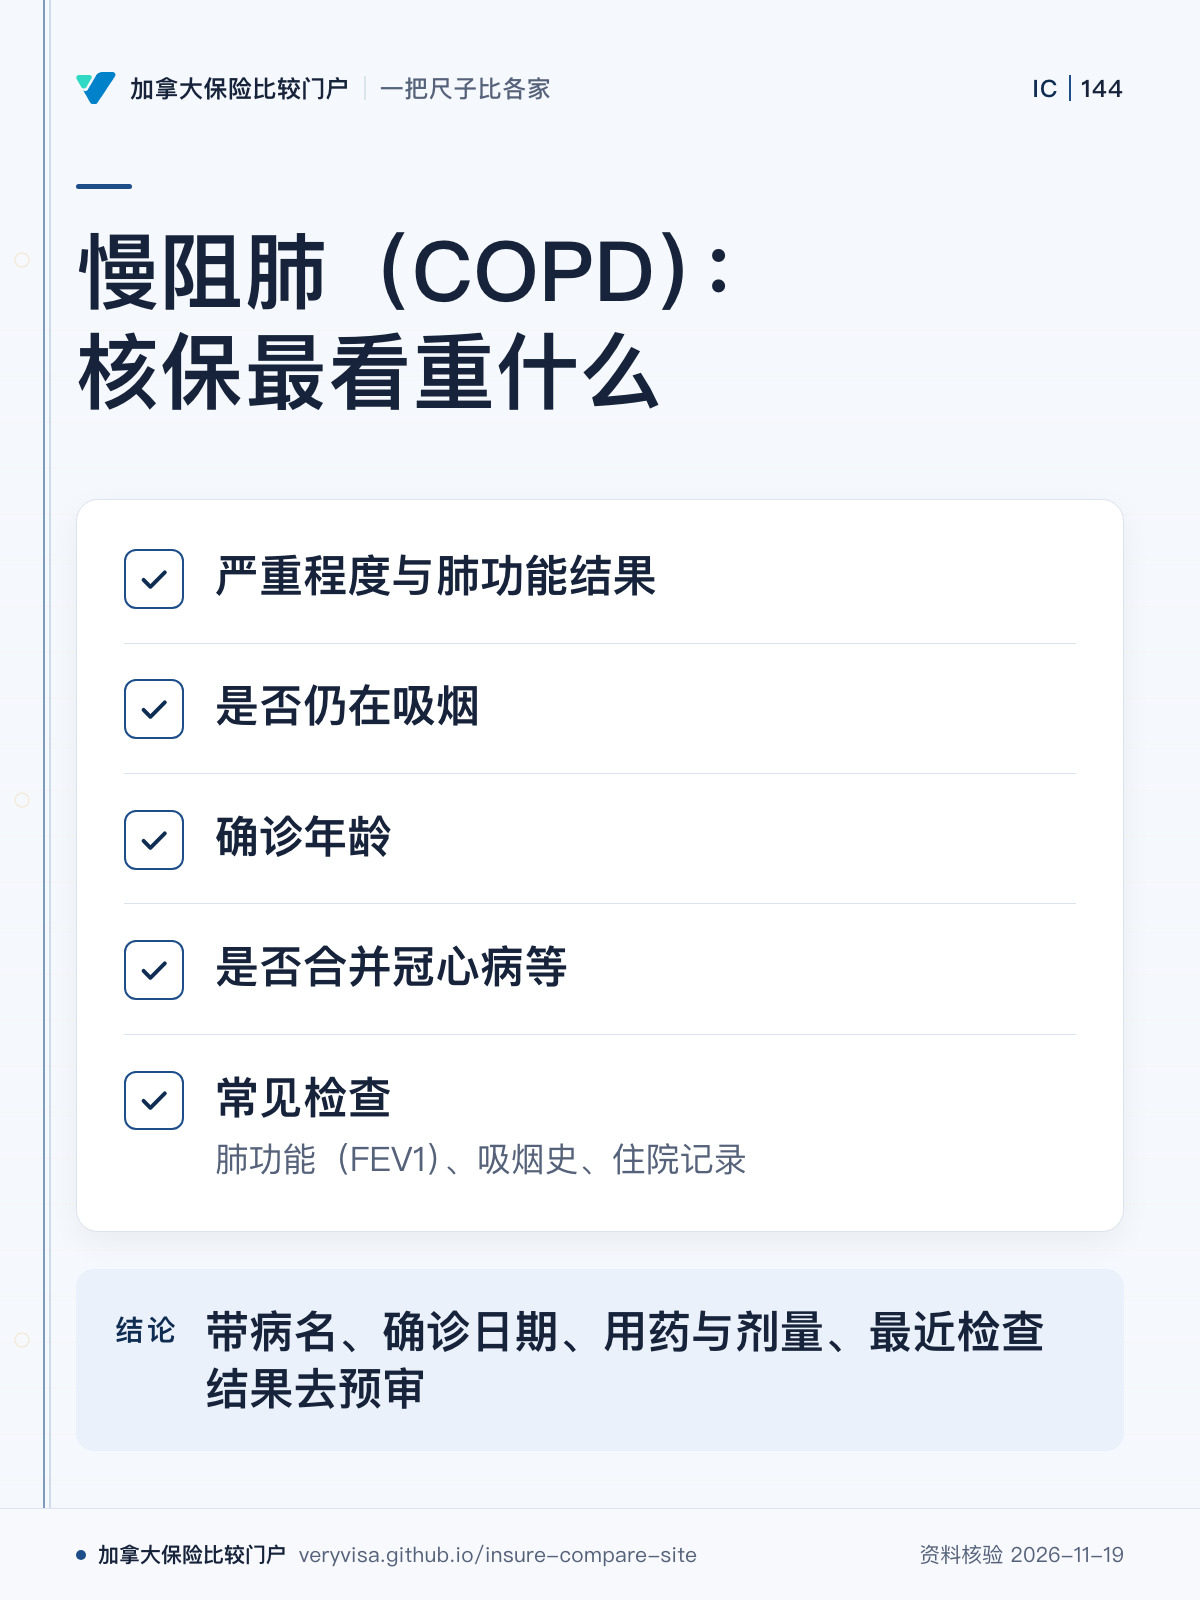 加拿大保险比较门户 一把尺子比各家
IC 144
慢阻肺（COPD）：
核保最看重什么
严重程度与肺功能结果
是否仍在吸烟
确诊年龄
是否合并冠心病等
常见检查
肺功能（FEV1）、吸烟史、住院记录
结论 带病名、确诊日期、用药与剂量、最近检查
结果去预审
加拿大保险比较门户 veryvisa.github.io/insure-compare-site
资料核验 2026-11-19